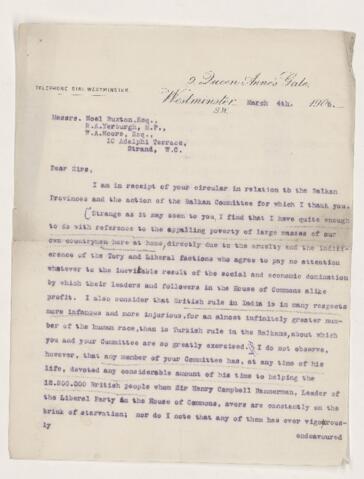 9 Queen Anne's Gate,
TELEPHONE 5181 WESTMINSTER.
Westminster March 4th. 1906.
S.W.
Messrs. Noel Buxton, Esq.,
R.A.Yerburgh, M.P.,
W.A.Moore, Esq.,
10 Adelphi Terrace,
Strand, W.C.
Dear Sirs,
I am in receipt of your circular in relation to the Balkan
Provinces and the action of the Balkan Committee for which I thank you.
(Strange as it may seem to you, I find that I have quite enough
to do with reference to the appalling poverty of large masses of our
own countrymen here at home, directly due to the cruelty and the indiff-
erence of the Tory and Liberal factions who agree to pay no attention
whatever to the inevitable result of the social and economic domination
by which their leaders and followers in the House of Commons alike
profit. I also consider that British rule in India is in many respects
more infamous and more injurious, for an almost infinitely greater num-
ber of the human race, than is Turkish rule in the Balkans, about which
you and your Committee are so greatly exercised.) I do not observe,
however, that any member of your Committee has, at any time of his
life, devoted any considerable amount of his time to helping the
12.500.000 British people whom Sir Henry Campbell Bannerman, Leader of
the Liberal Party in the House of Commons, avers are constantly on the
brink of starvation; nor do I note that any of them has ever vigorous-
ly
endeavoured